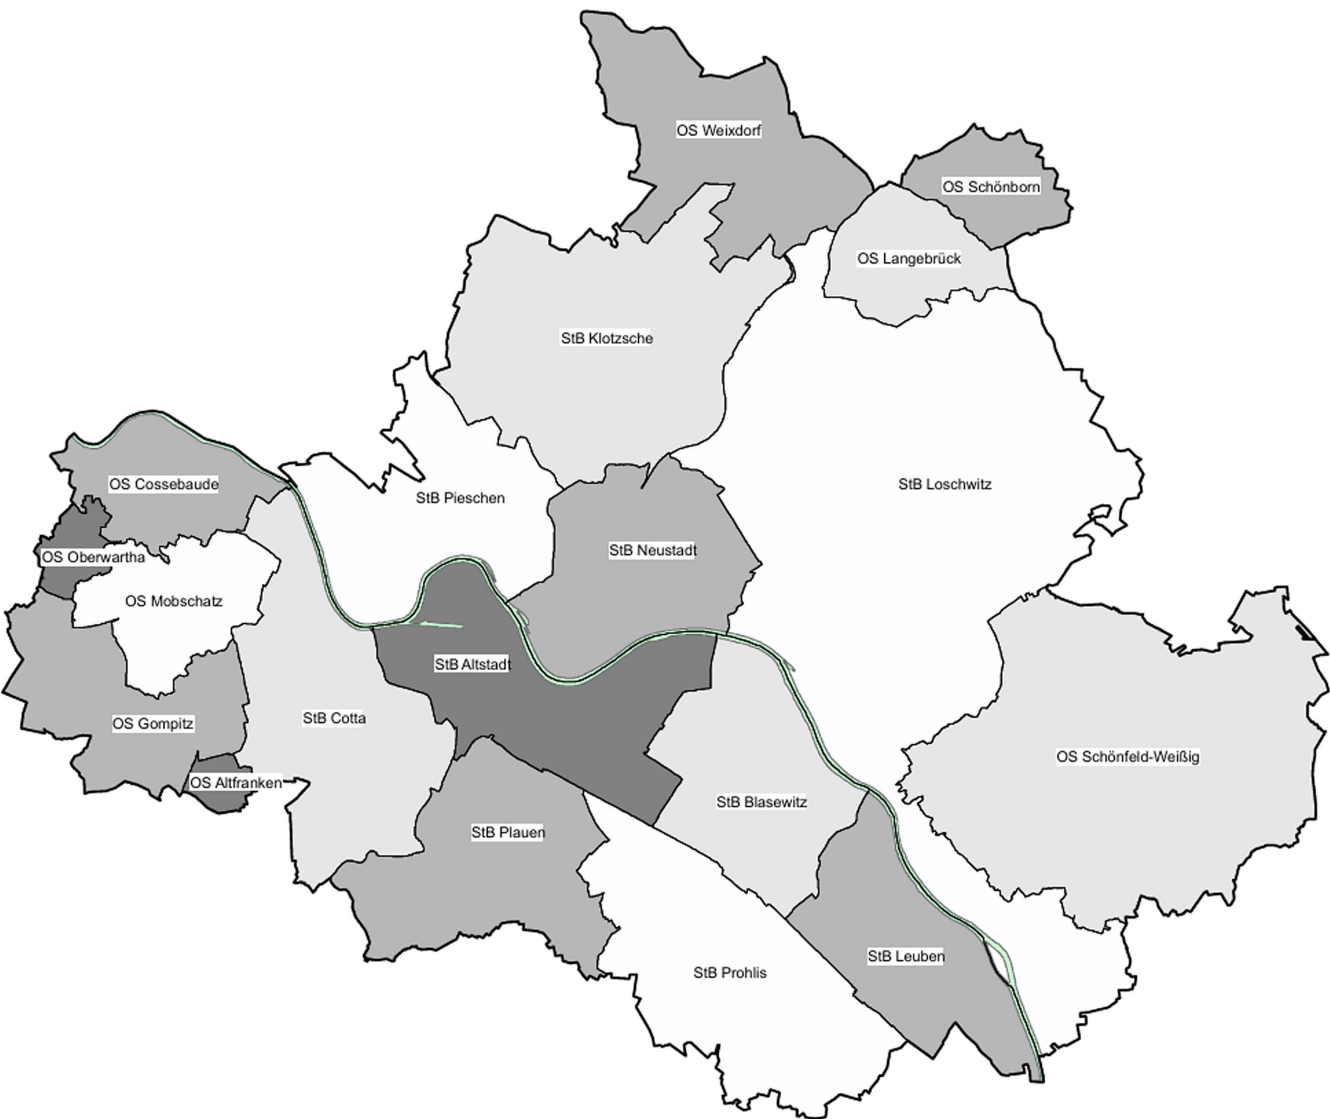 OS Weixdorf
OS Schönborn
OS Langebrück
StB Klotzsche
OS Cossebaude
StB Pieschen
StB Loschwitz
OS Oberwartha
StB Neustadt
OS Mobschatz
StB Altstadt
OS Gompitz
StB Cotta
OS Schönfeld-Weißig
OS Altfranken
StB Blasewitz
StB Plauen
StB Leuben
StB Prohlis